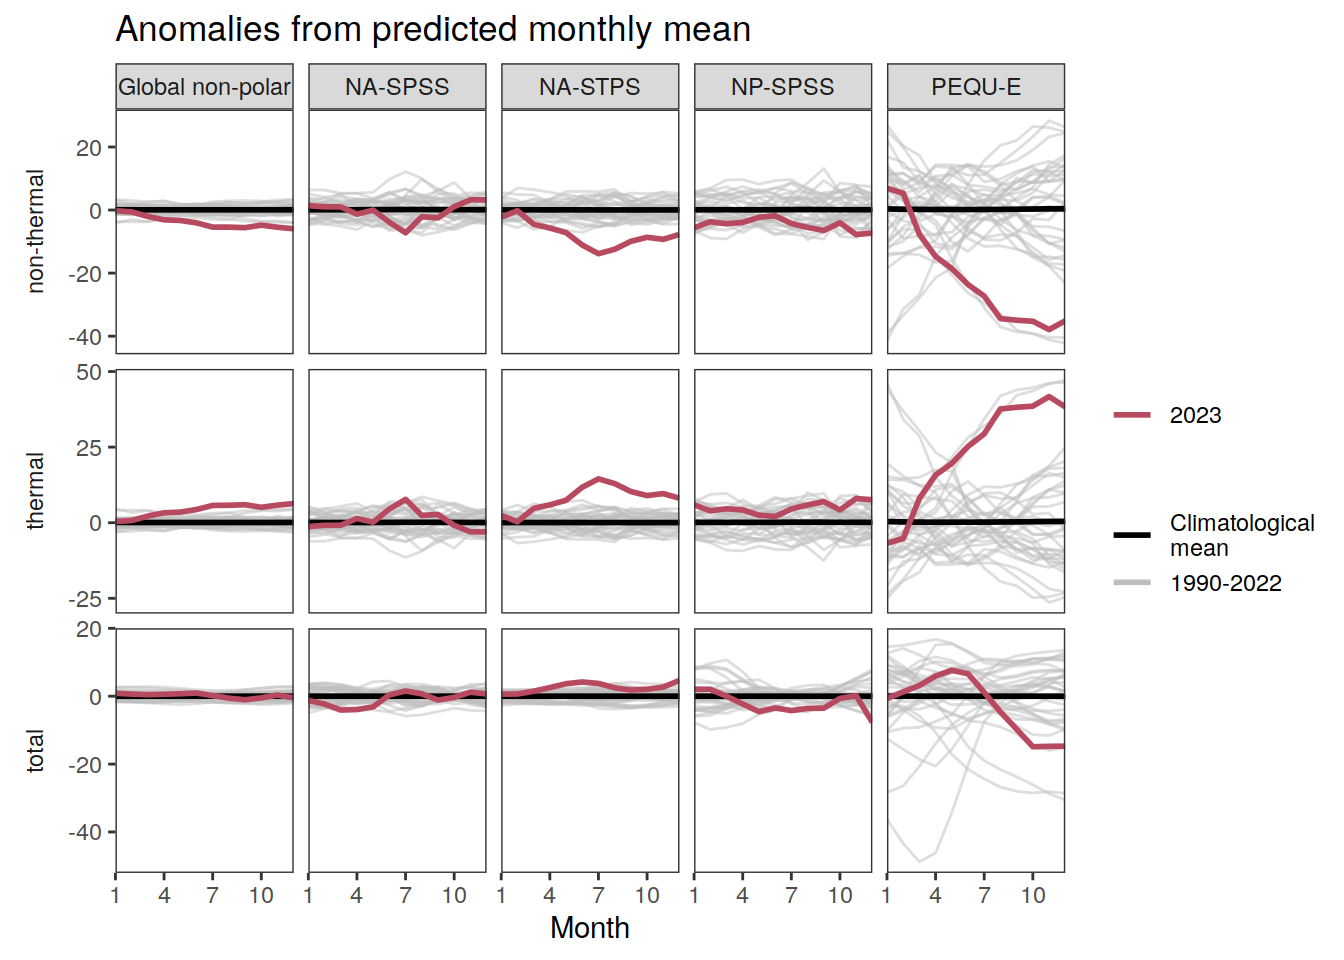 Anomalies from predicted monthly mean
Global non-polar NA-SPSS NA-STPS NP-SPSS PEQU-E
non-thermal
20
0
-20
-40
thermal
50
25
0
-25
total
20
0
-20
-40
1 4 7 10 1 4 7 10 1 4 7 10 1 4 7 10 1 4 7 10
Month
2023
Climatological
mean
1990-2022